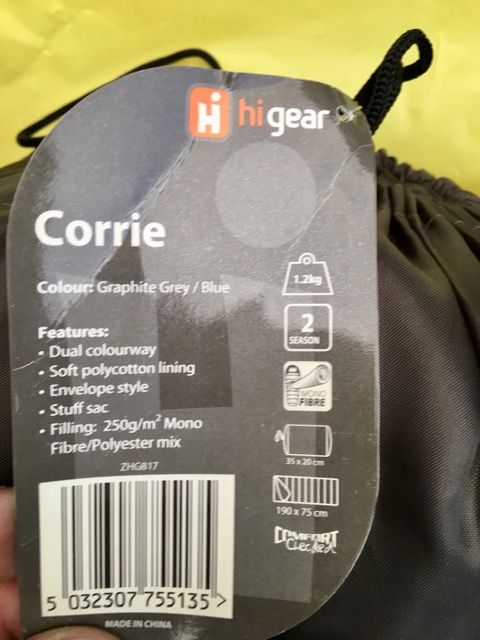 Hi hi gear
Corrie
Colour: Graphite Grey / Blue
1.2kg
Features:
• Dual colourway
• Soft polycotton lining
• Envelope style
• Stuff sac
• Filling: 250g/m² Mono
Fibre/Polyester mix
2
SEASON
MONO
FIBRE
35 x 20 cm
190 x 75 cm
COMFORT
Checked
ZHG817
5 032307 755135 >
MADE IN CHINA